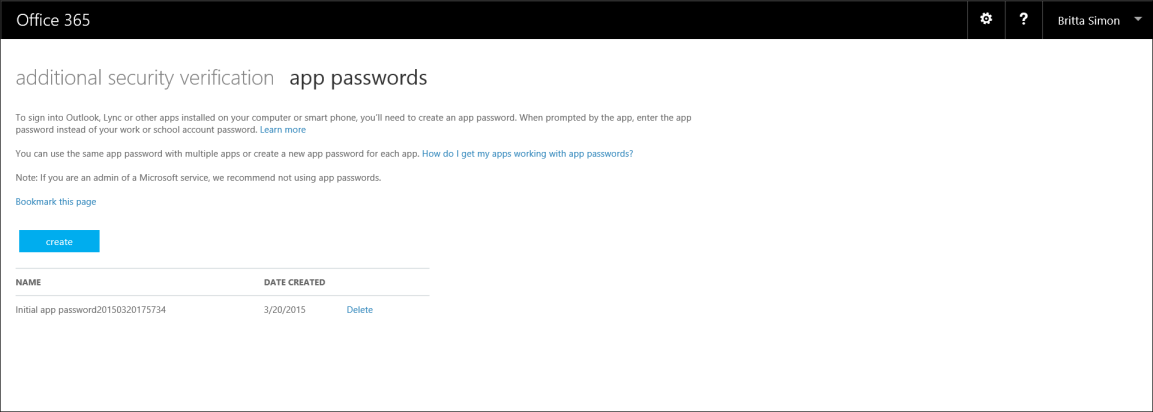 Office 365
?
Britta Simon
additional security verification app passwords
To sign into Outlook, Lync or other apps installed on your computer or smart phone, you'll need to create an app password. When prompted by the app, enter the app
password instead of your work or school account password. Learn more
You can use the same app password with multiple apps or create a new app password for each app. How do I get my apps working with app passwords?
Note: If you are an admin of a Microsoft service, we recommend not using app passwords.
Bookmark this page
create
NAME DATE CREATED
Initial app password20150320175734 3/20/2015 Delete